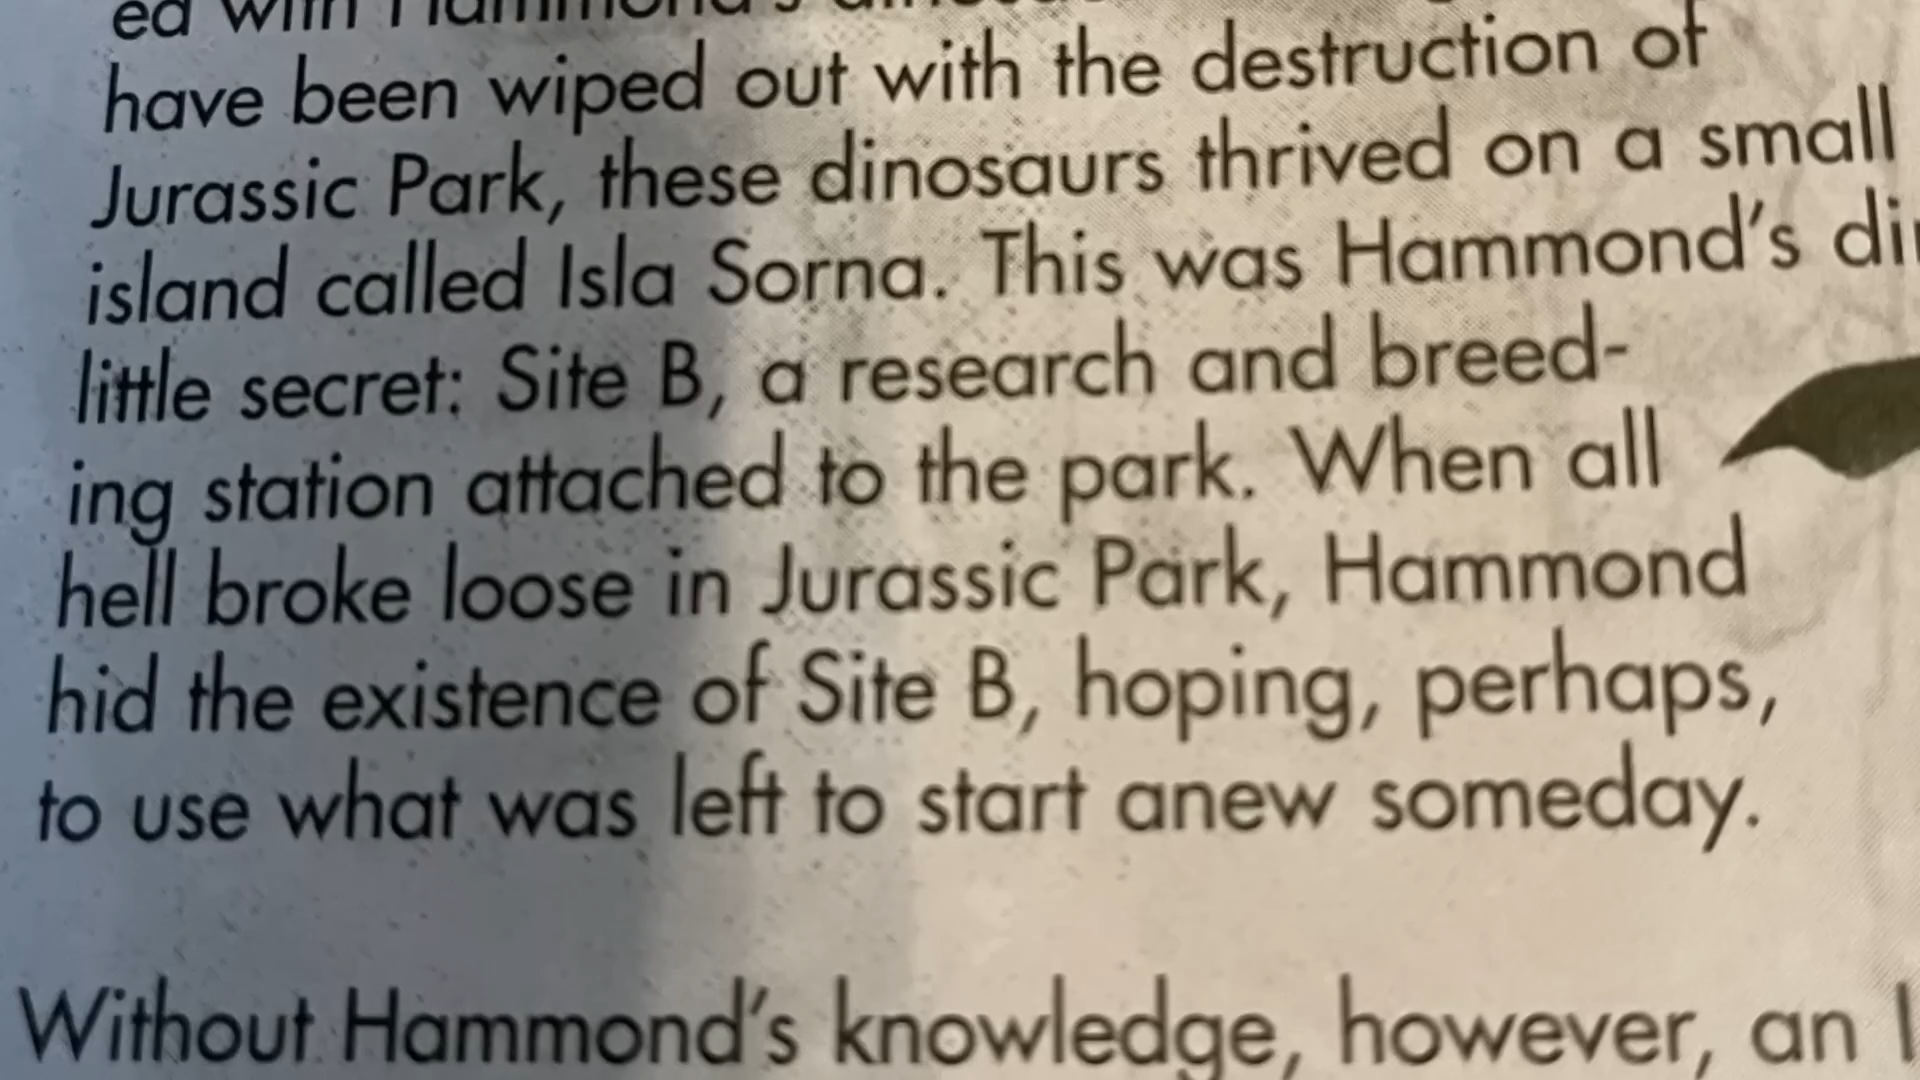 ed with Hammond's
have been wiped out with the destruction of
Jurassic Park, these dinosaurs thrived on a small
island called Isla Sorna. This was Hammond's
little secret: Site B, a research and breed-
ing station attached to the park. When all
hell broke loose in Jurassic Park, Hammond
hid the existence of Site B, hoping, perhaps,
to use what was left to start anew someday.
Without Hammond's knowledge, however, an